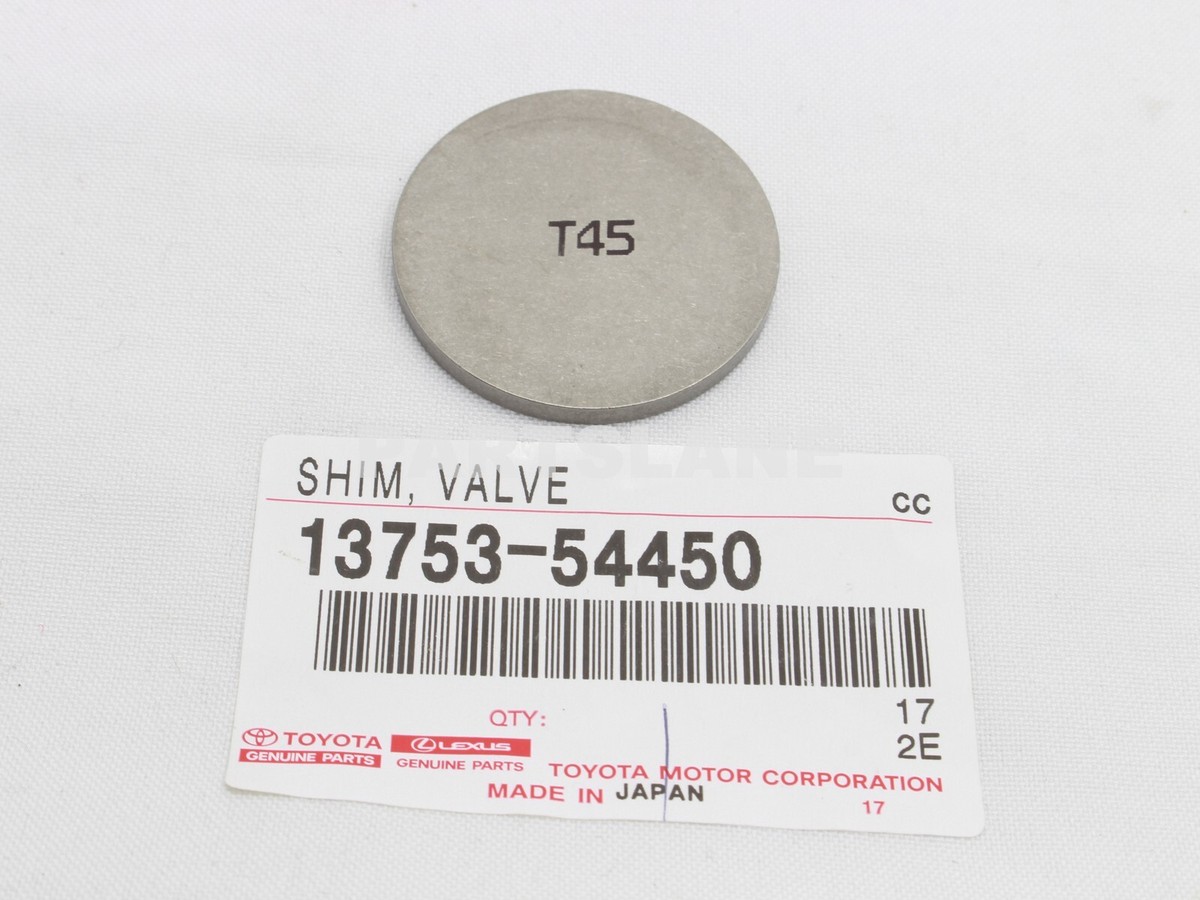 T45
PARTSLANE
SHIM, VALVE CC
13753-54450
17
QTY:
2E
TOYOTA LEXUS
GENUINE PARTS GENUINE PARTS
TOYOTA MOTOR CORPORATION
MADE IN JAPAN 17